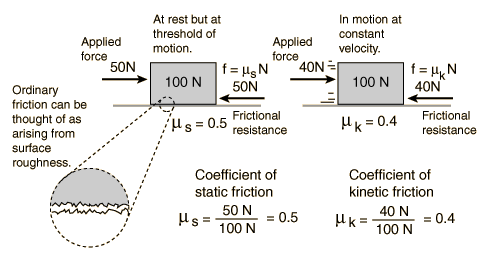 At rest but at
threshold of
motion.
Applied
force
50N
100 N
f = μsN
50N
μs = 0.5
Frictional
resistance
In motion at
constant
velocity.
Applied
force
40N
100 N
f = μkN
40N
μk = 0.4
Frictional
resistance
Ordinary
friction can be
thought of as
arising from
surface
roughness.
Coefficient of
static friction
μs = 50 N / 100 N = 0.5
Coefficient of
kinetic friction
μk = 40 N / 100 N = 0.4